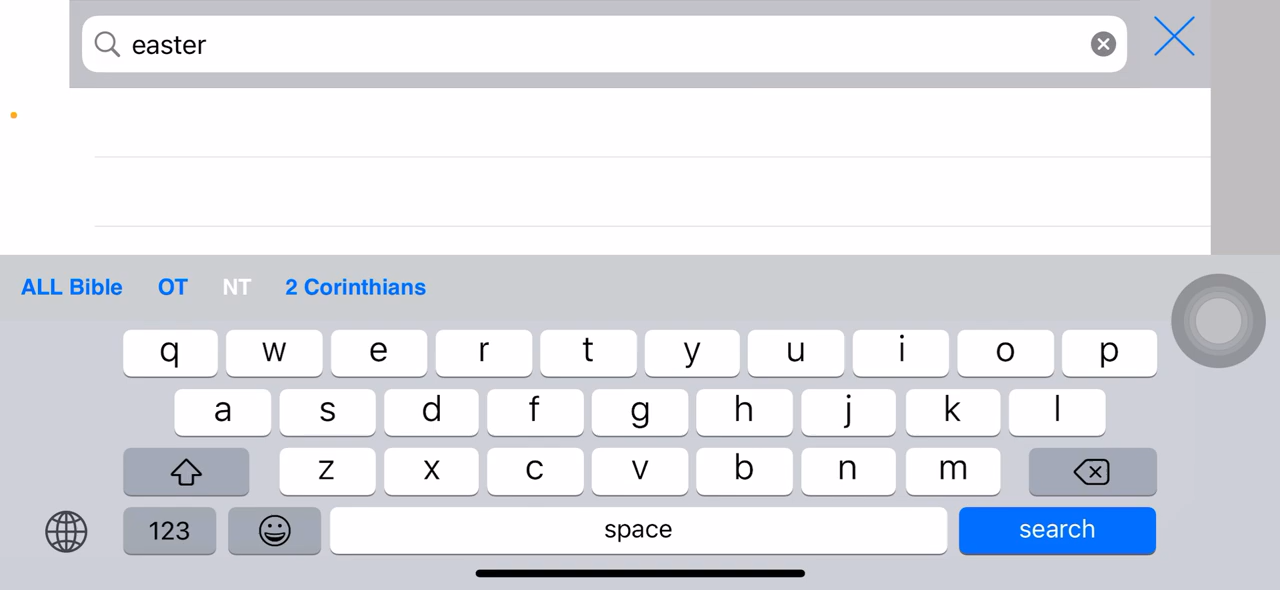 easter
ALL Bible OT NT 2 Corinthians
q w e r t y u i o p
a s d f g h j k l
z x c v b n m
123 space search